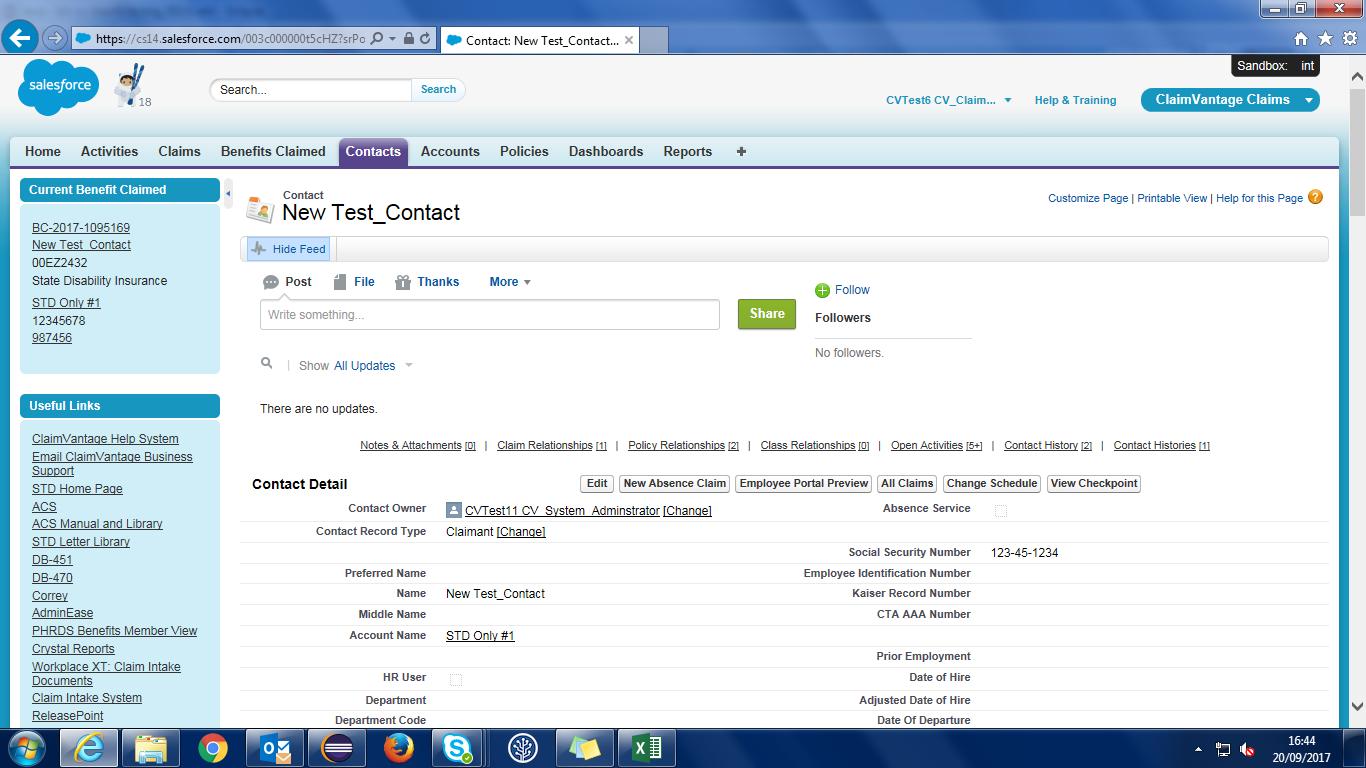 https://cs14.salesforce.com/003c000000t5cHZ?srPo
Contact: New Test_Contact...
Sandbox: int
salesforce
18
Search...
Search
CVTest6 CV_Claim...
Help & Training
ClaimVantage Claims
Home Activities Claims Benefits Claimed Contacts Accounts Policies Dashboards Reports +
Current Benefit Claimed
BC-2017-1095169
New Test_Contact
00EZ2432
State Disability Insurance
STD Only #1
12345678
987456
Useful Links
ClaimVantage Help System
Email ClaimVantage Business
Support
STD Home Page
ACS
ACS Manual and Library
STD Letter Library
DB-451
DB-470
Correy
AdminEase
PHRDS Benefits Member View
Crystal Reports
Workplace XT: Claim Intake
Documents
Claim Intake System
ReleasePoint
Contact
New Test_Contact
Customize Page | Printable View | Help for this Page
Hide Feed
Post File Thanks More
Write something...
Share
Follow
Followers
No followers.
Show All Updates
There are no updates.
Notes & Attachments [0] | Claim Relationships [1] | Policy Relationships [2] | Class Relationships [0] | Open Activities [5+] | Contact History [2] | Contact Histories [1]
Contact Detail
Edit New Absence Claim Employee Portal Preview All Claims Change Schedule View Checkpoint
Contact Owner CVTest11 CV_System_Adminstrator [Change] Absence Service
Contact Record Type Claimant [Change]
Social Security Number 123-45-1234
Preferred Name Employee Identification Number
Name New Test_Contact Kaiser Record Number
Middle Name CTA AAA Number
Account Name STD Only #1
Prior Employment
HR User Date of Hire
Department Adjusted Date of Hire
Department Code Date Of Departure
16:44
20/09/2017